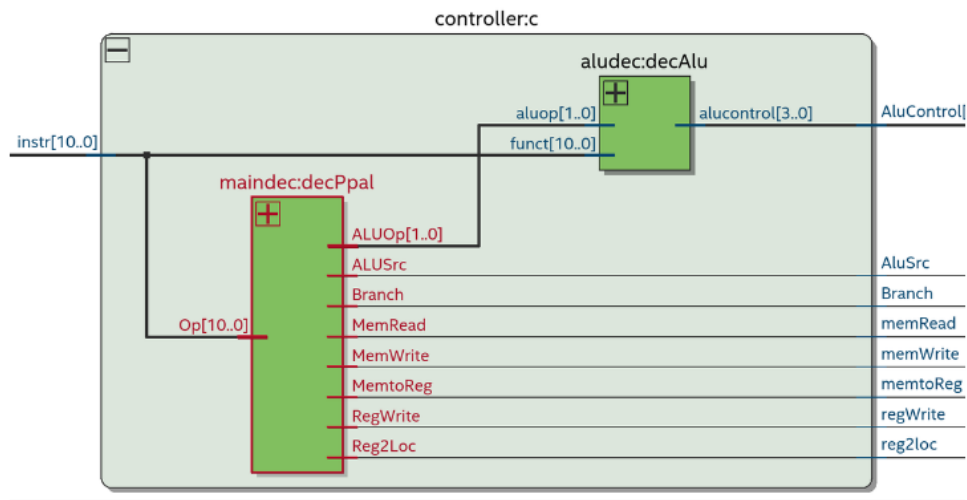 controller:c
aludec:decAlu
aluop[1..0]
alucontrol[3..0]
AluControl[
instr[10..0]
funct[10..0]
maindec:decPpal
ALUOp[1..0]
ALUSrc
AluSrc
Branch
Branch
Op[10..0]
MemRead
memRead
MemWrite
memWrite
MemtoReg
memtoReg
RegWrite
regWrite
Reg2Loc
reg2loc